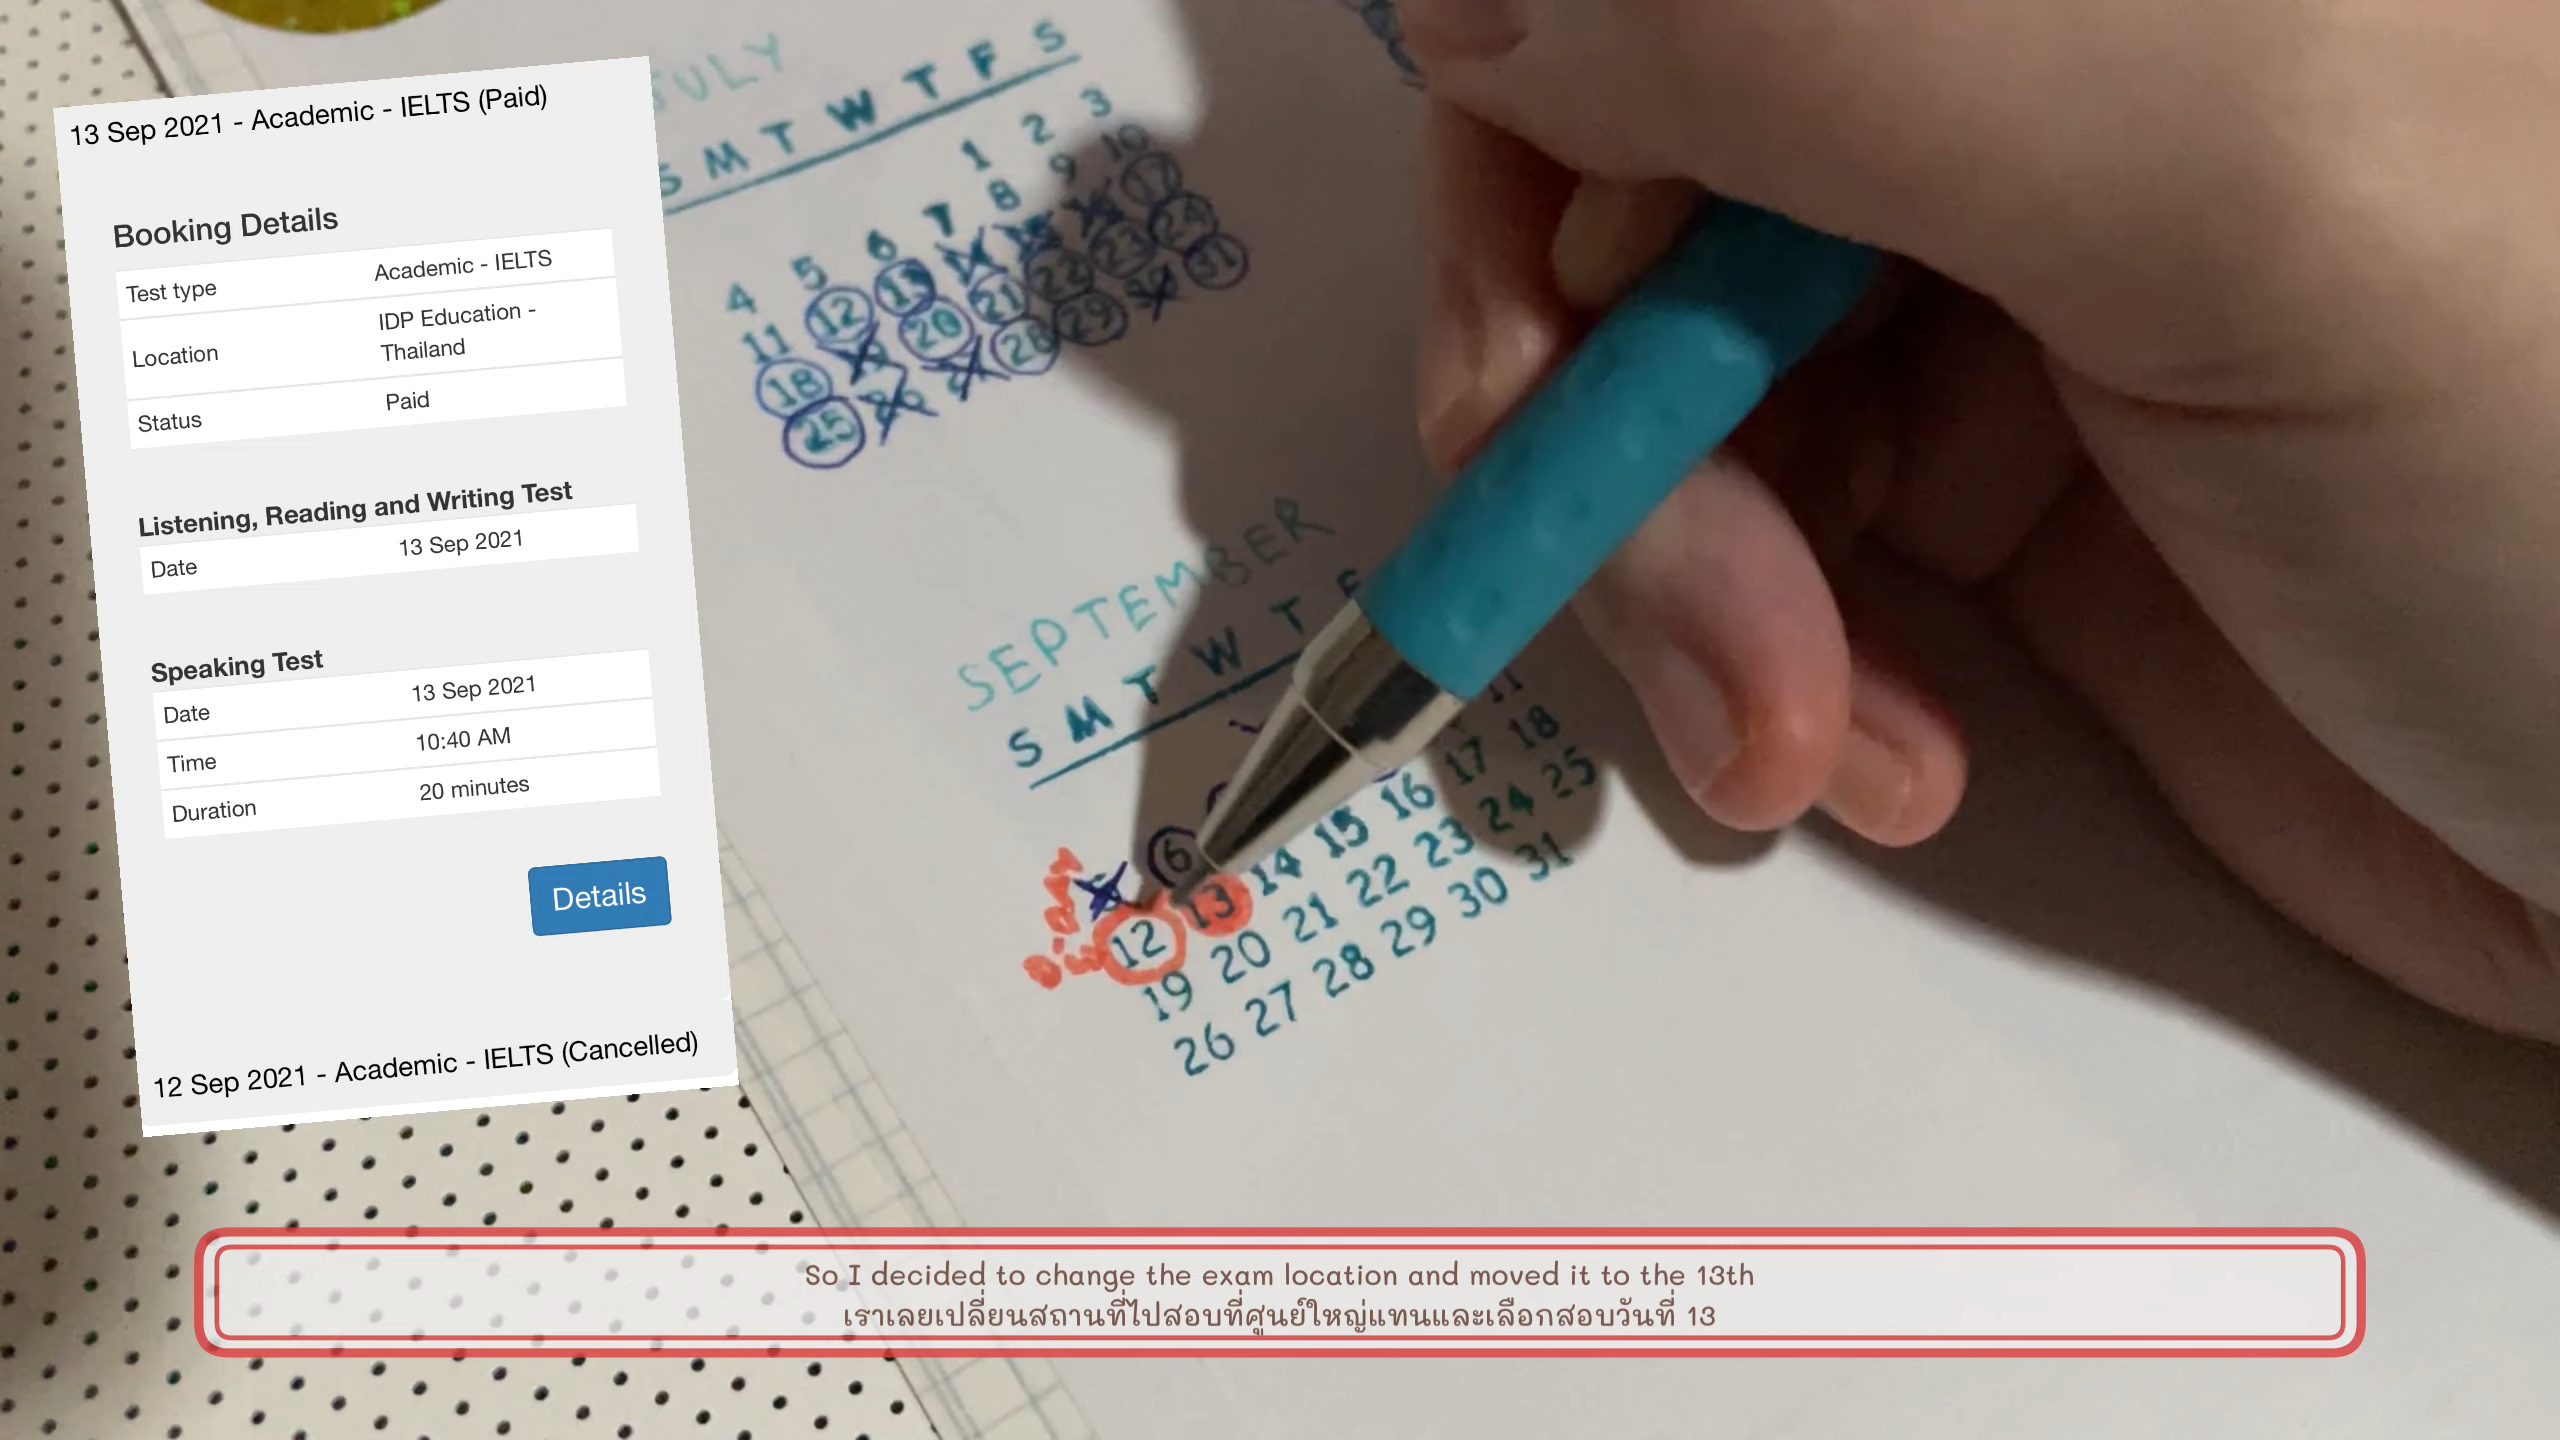 13 Sep 2021 - Academic - IELTS (Paid)
Booking Details
Test type Academic - IELTS
Location IDP Education - Thailand
Status Paid
Listening, Reading and Writing Test
Date 13 Sep 2021
Speaking Test
Date 13 Sep 2021
Time 10:40 AM
Duration 20 minutes
Details
12 Sep 2021 - Academic - IELTS (Cancelled)
JULY
S M T W T F S
1 2 3
4 5 6 7 8 9 10
11 12 13 17
18 20 21 22 23 24
25 28 29 31
SEPTEMBER
S M T W T F
6 11
12 13 14 15 16 17 18
19 20 21 22 23 24 25
26 27 28 29 30 31
So I decided to change the exam location and moved it to the 13th
เราเลยเปลี่ยนสถานที่ไปสอบที่ศูนย์ใหญ่แทนและเลือกสอบวันที่ 13